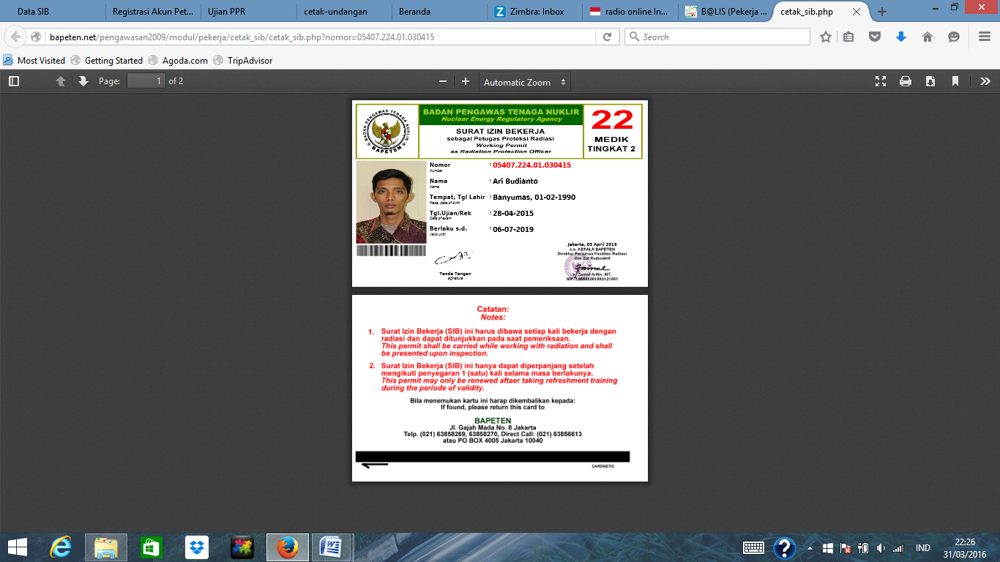 Data SIB
Registrasi Akun Pet...
Ujian PPR
cetak-undangan
Beranda
Zimbra: Inbox
radio online In...
B@LIS (Pekerja ...
cetak_sib.php
bapeten.net/pengawasan2009/modul/pekerja/cetak_sib/cetak_sib.php?nomor=05407.224.01.030415
Search
Most Visited
Getting Started
Agoda.com
TripAdvisor
Page:
1
of 2
Automatic Zoom
BADAN PENGAWAS TENAGA NUKLIR
BAPETEN
BADAN PENGAWAS TENAGA NUKLIR
Nuclear Energy Regulatory Agency
SURAT IZIN BEKERJA
sebagai Petugas Proteksi Radiasi
Working Permit
as Radiation Protection Officer
22
MEDIK
TINGKAT 2
Nomor : 05407.224.01.030415
Number
Nama : Ari Budianto
Name
Tempat, Tgl Lahir : Banyumas, 01-02-1990
Place, date of birth
Tgl.Ujian/Rek : 28-04-2015
Date of exam
Berlaku s.d. : 06-07-2019
Valid until
Tanda Tangan
signature
Jakarta, 03 April 2015
a.n. KEPALA BAPETEN
Direktur Perizinan Fasilitas Radiasi
dan Zat Radioaktif
Zainal Arifin, MT.
Catatan:
Notes:
1. Surat Izin Bekerja (SIB) ini harus dibawa setiap kali bekerja dengan
radiasi dan dapat ditunjukkan pada saat pemeriksaan.
This permit shall be carried while working with radiation and shall
be presented upon inspection.
2. Surat Izin Bekerja (SIB) ini hanya dapat diperpanjang setelah
mengikuti penyegaran 1 (satu) kali selama masa berlakunya.
This permit may only be renewed aftaer taking refreshment training
during the periode of validity.
Bila menemukan kartu ini harap dikembalikan kepada:
If found, please return this card to
BAPETEN
Jl. Gajah Mada No. 8 Jakarta
Telp. (021) 63858269, 63858270, Direct Call: (021) 63856613
atau PO BOX 4005 Jakarta 10040
CARDNETIC
IND
22:26
31/03/2016